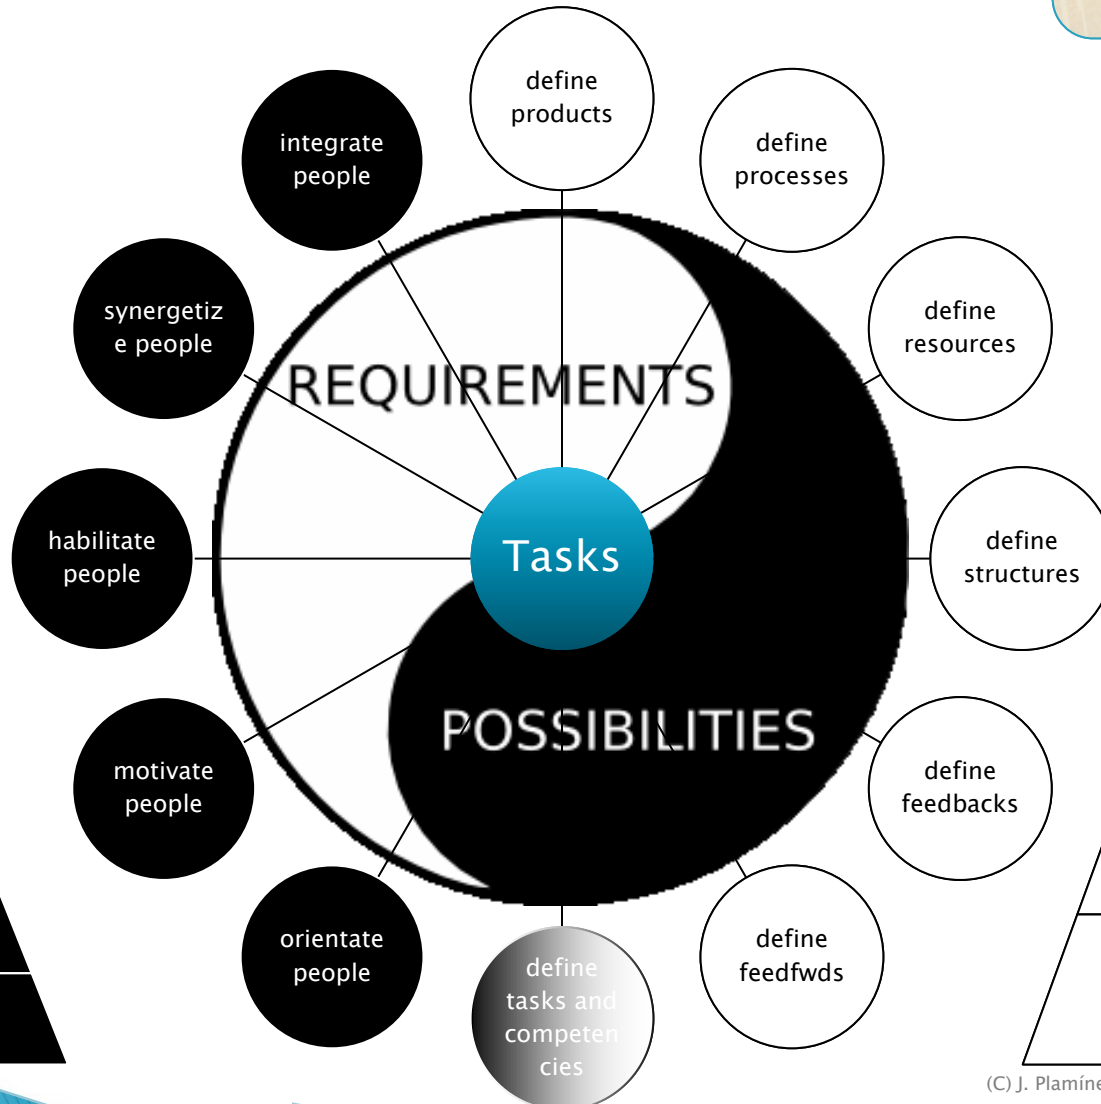 define
products
integrate
people
define
processes
synergetiz
e people
define
resources
REQUIREMENTS
habilitate
people
Tasks
define
structures
POSSIBILITIES
motivate
people
define
feedbacks
orientate
people
define
feedfwds
define
tasks and
competen
cies
(C) J. Plamíne